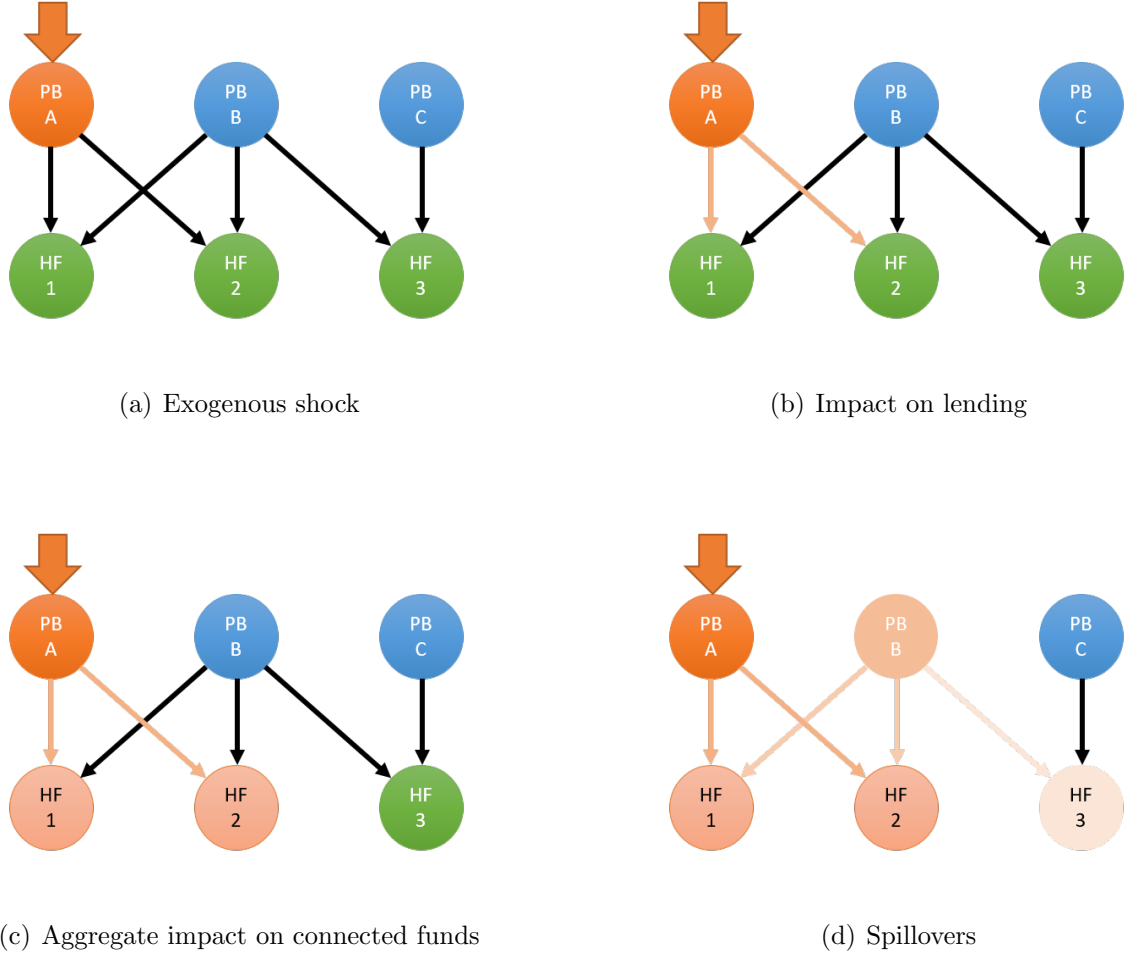 PB
A
PB
B
PB
C
HF
1
HF
2
HF
3
(a) Exogenous shock
PB
A
PB
B
PB
C
HF
1
HF
2
HF
3
(b) Impact on lending
PB
A
PB
B
PB
C
HF
1
HF
2
HF
3
(c) Aggregate impact on connected funds
PB
A
PB
B
PB
C
HF
1
HF
2
HF
3
(d) Spillovers